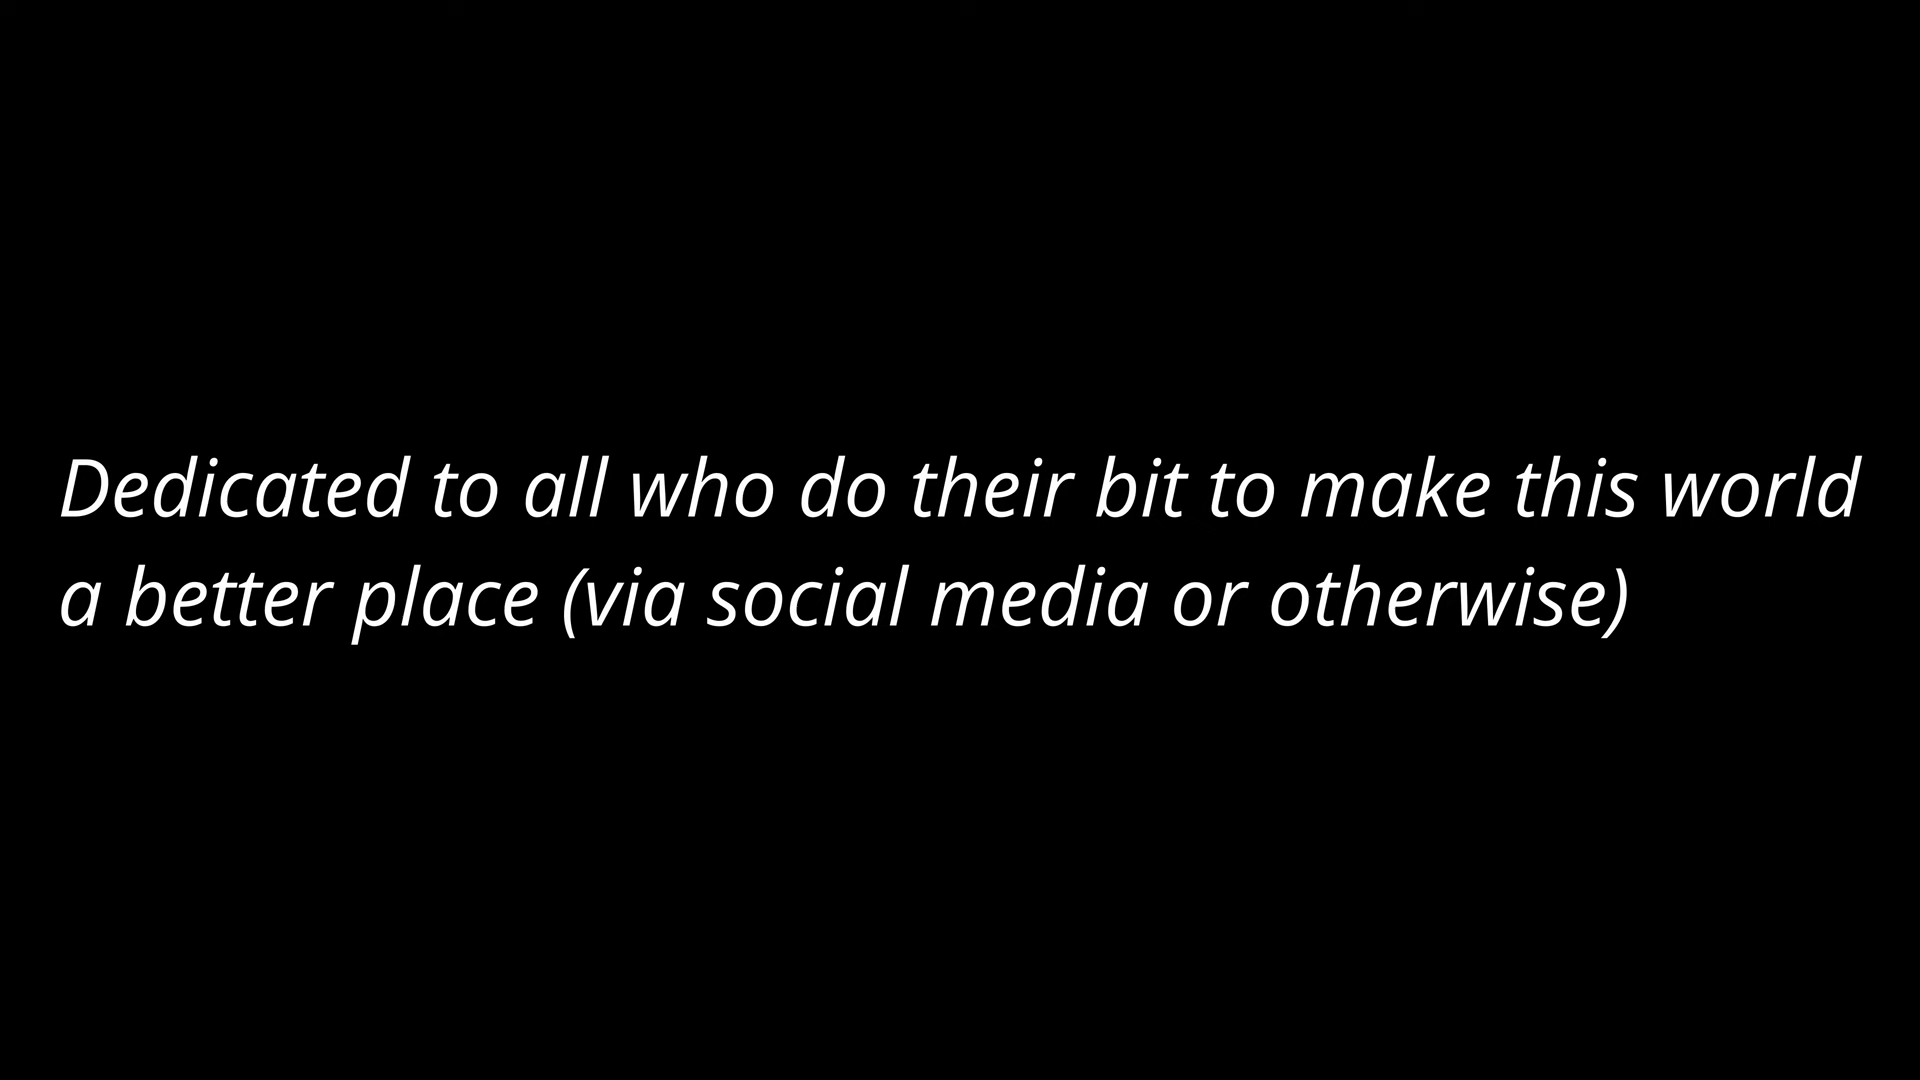 Dedicated to all who do their bit to make this world
a better place (via social media or otherwise)